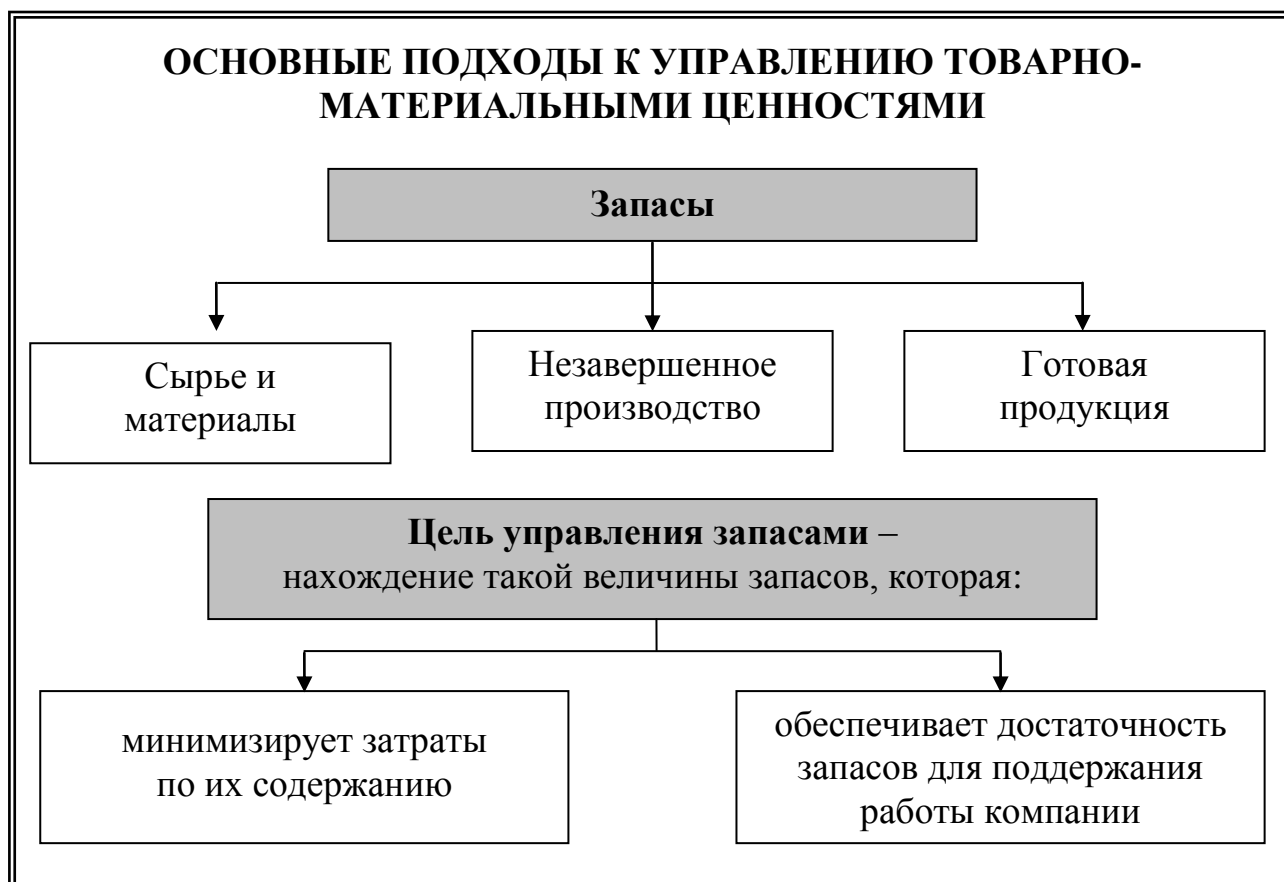 ОСНОВНЫЕ ПОДХОДЫ К УПРАВЛЕНИЮ ТОВАРНО-
МАТЕРИАЛЬНЫМИ ЦЕННОСТЯМИ
Запасы
Сырье и
материалы
Незавершенное
производство
Готовая
продукция
Цель управления запасами –
нахождение такой величины запасов, которая:
минимизирует затраты
по их содержанию
обеспечивает достаточность
запасов для поддержания
работы компании